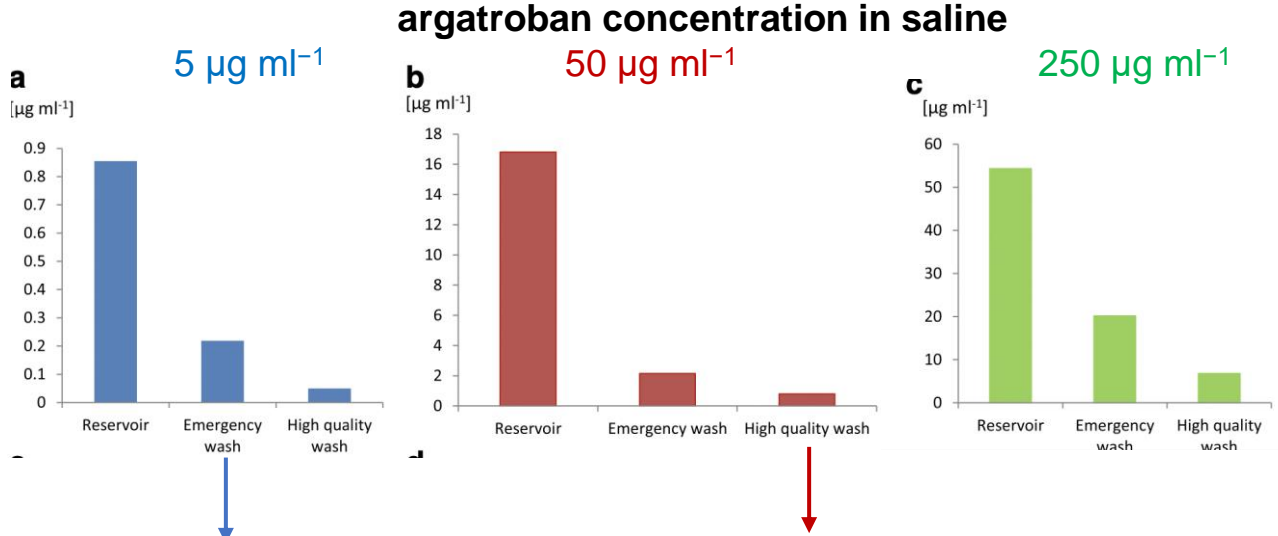 argatroban concentration in saline
5 µg ml⁻¹
50 µg ml⁻¹
250 µg ml⁻¹
a
[µg ml-1]
0.9
0.8
0.7
0.6
0.5
0.4
0.3
0.2
0.1
0
Reservoir
Emergency
wash
High quality
wash
b
[µg ml-1]
18
16
14
12
10
8
6
4
2
0
Reservoir
Emergency wash
High quality wash
c
[µg ml-1]
60
50
40
30
20
10
0
Reservoir
Emergency
wash
High quality
wash